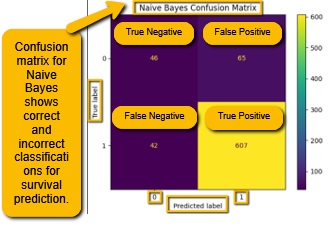 Confusion
matrix for
Naive
Bayes
shows
correct
and
incorrect
classificati
ons for
survival
prediction.
Naive Bayes Confusion Matrix
True Negative
False Positive
0
46
65
True label
False Negative
True Positive
1
42
607
0
1
Predicted label
600
500
400
300
200
100